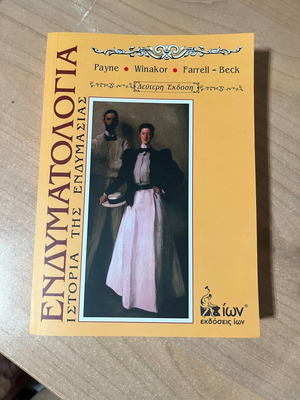 Payne • Winakor • Farrell - Beck
Δεύτερη Έκδοση
ΕΝΔΥΜΑΤΟΛΟΓΙΑ
ΙΣΤΟΡΙΑ ΤΗΣ ΕΝΔΥΜΑΣΙΑΣ
ίων®
εκδόσεις ίων